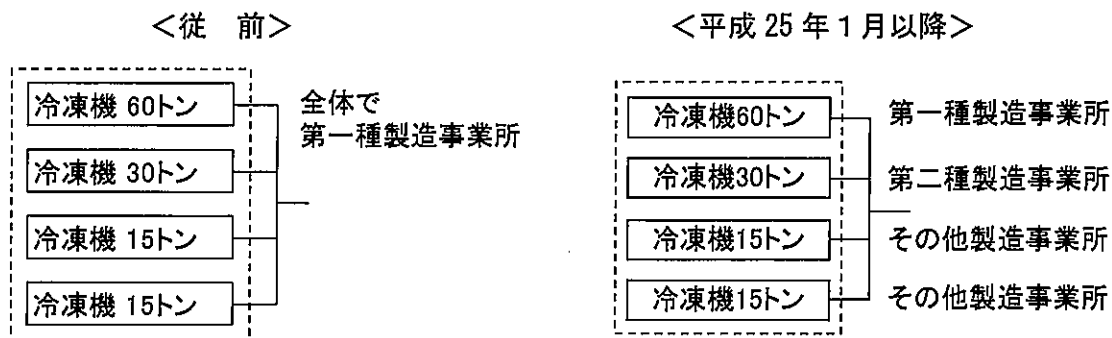 ＜従　前＞
冷凍機 60トン
冷凍機 30トン
冷凍機 15トン
冷凍機 15トン
全体で
第一種製造事業所
＜平成 25 年 1 月以降＞
冷凍機60トン
第一種製造事業所
冷凍機30トン
第二種製造事業所
冷凍機15トン
その他製造事業所
冷凍機15トン
その他製造事業所